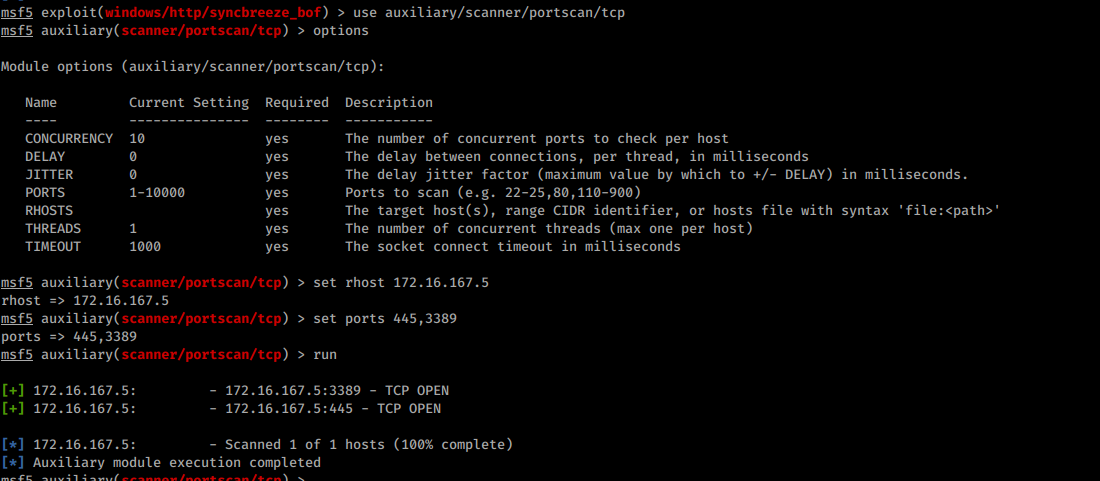 msf5 exploit(windows/http/syncbreeze_bof) > use auxiliary/scanner/portscan/tcp
msf5 auxiliary(scanner/portscan/tcp) > options
Module options (auxiliary/scanner/portscan/tcp):
Name Current Setting Required Description
---- --------------- -------- -----------
CONCURRENCY 10 yes The number of concurrent ports to check per host
DELAY 0 yes The delay between connections, per thread, in milliseconds
JITTER 0 yes The delay jitter factor (maximum value by which to +/- DELAY) in milliseconds.
PORTS 1-10000 yes Ports to scan (e.g. 22-25,80,110-900)
RHOSTS yes The target host(s), range CIDR identifier, or hosts file with syntax 'file:<path>'
THREADS 1 yes The number of concurrent threads (max one per host)
TIMEOUT 1000 yes The socket connect timeout in milliseconds
msf5 auxiliary(scanner/portscan/tcp) > set rhost 172.16.167.5
rhost => 172.16.167.5
msf5 auxiliary(scanner/portscan/tcp) > set ports 445,3389
ports => 445,3389
msf5 auxiliary(scanner/portscan/tcp) > run
[+] 172.16.167.5: - 172.16.167.5:3389 - TCP OPEN
[+] 172.16.167.5: - 172.16.167.5:445 - TCP OPEN
[*] 172.16.167.5: - Scanned 1 of 1 hosts (100% complete)
[*] Auxiliary module execution completed
msf5 auxiliary(scanner/portscan/tcp) >